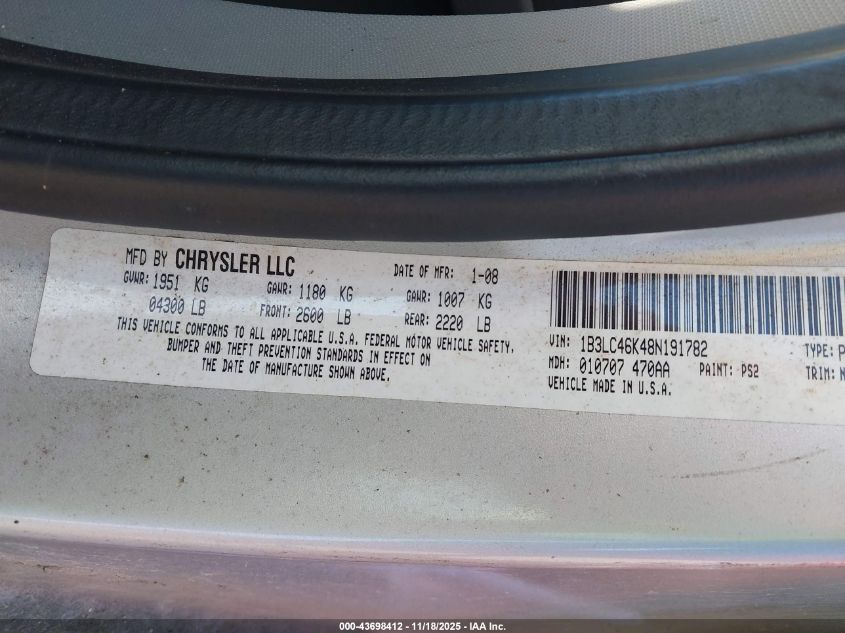 MFD BY CHRYSLER LLC DATE OF MFR: 1-08
GVWR: 1951 KG GAWR: 1180 KG GAWR: 1007 KG
04300 LB FRONT: 2600 LB REAR: 2220 LB
THIS VEHICLE CONFORMS TO ALL APPLICABLE U.S.A. FEDERAL MOTOR VEHICLE SAFETY,
BUMPER AND THEFT PREVENTION STANDARDS IN EFFECT ON
THE DATE OF MANUFACTURE SHOWN ABOVE.
VIN: 1B3LC46K48N191782 TYPE: P
MDH: 010707 470AA PAINT: PS2 TRIM: N
VEHICLE MADE IN U.S.A.
000-43698412 | 11/18/2025 - IAA Inc.